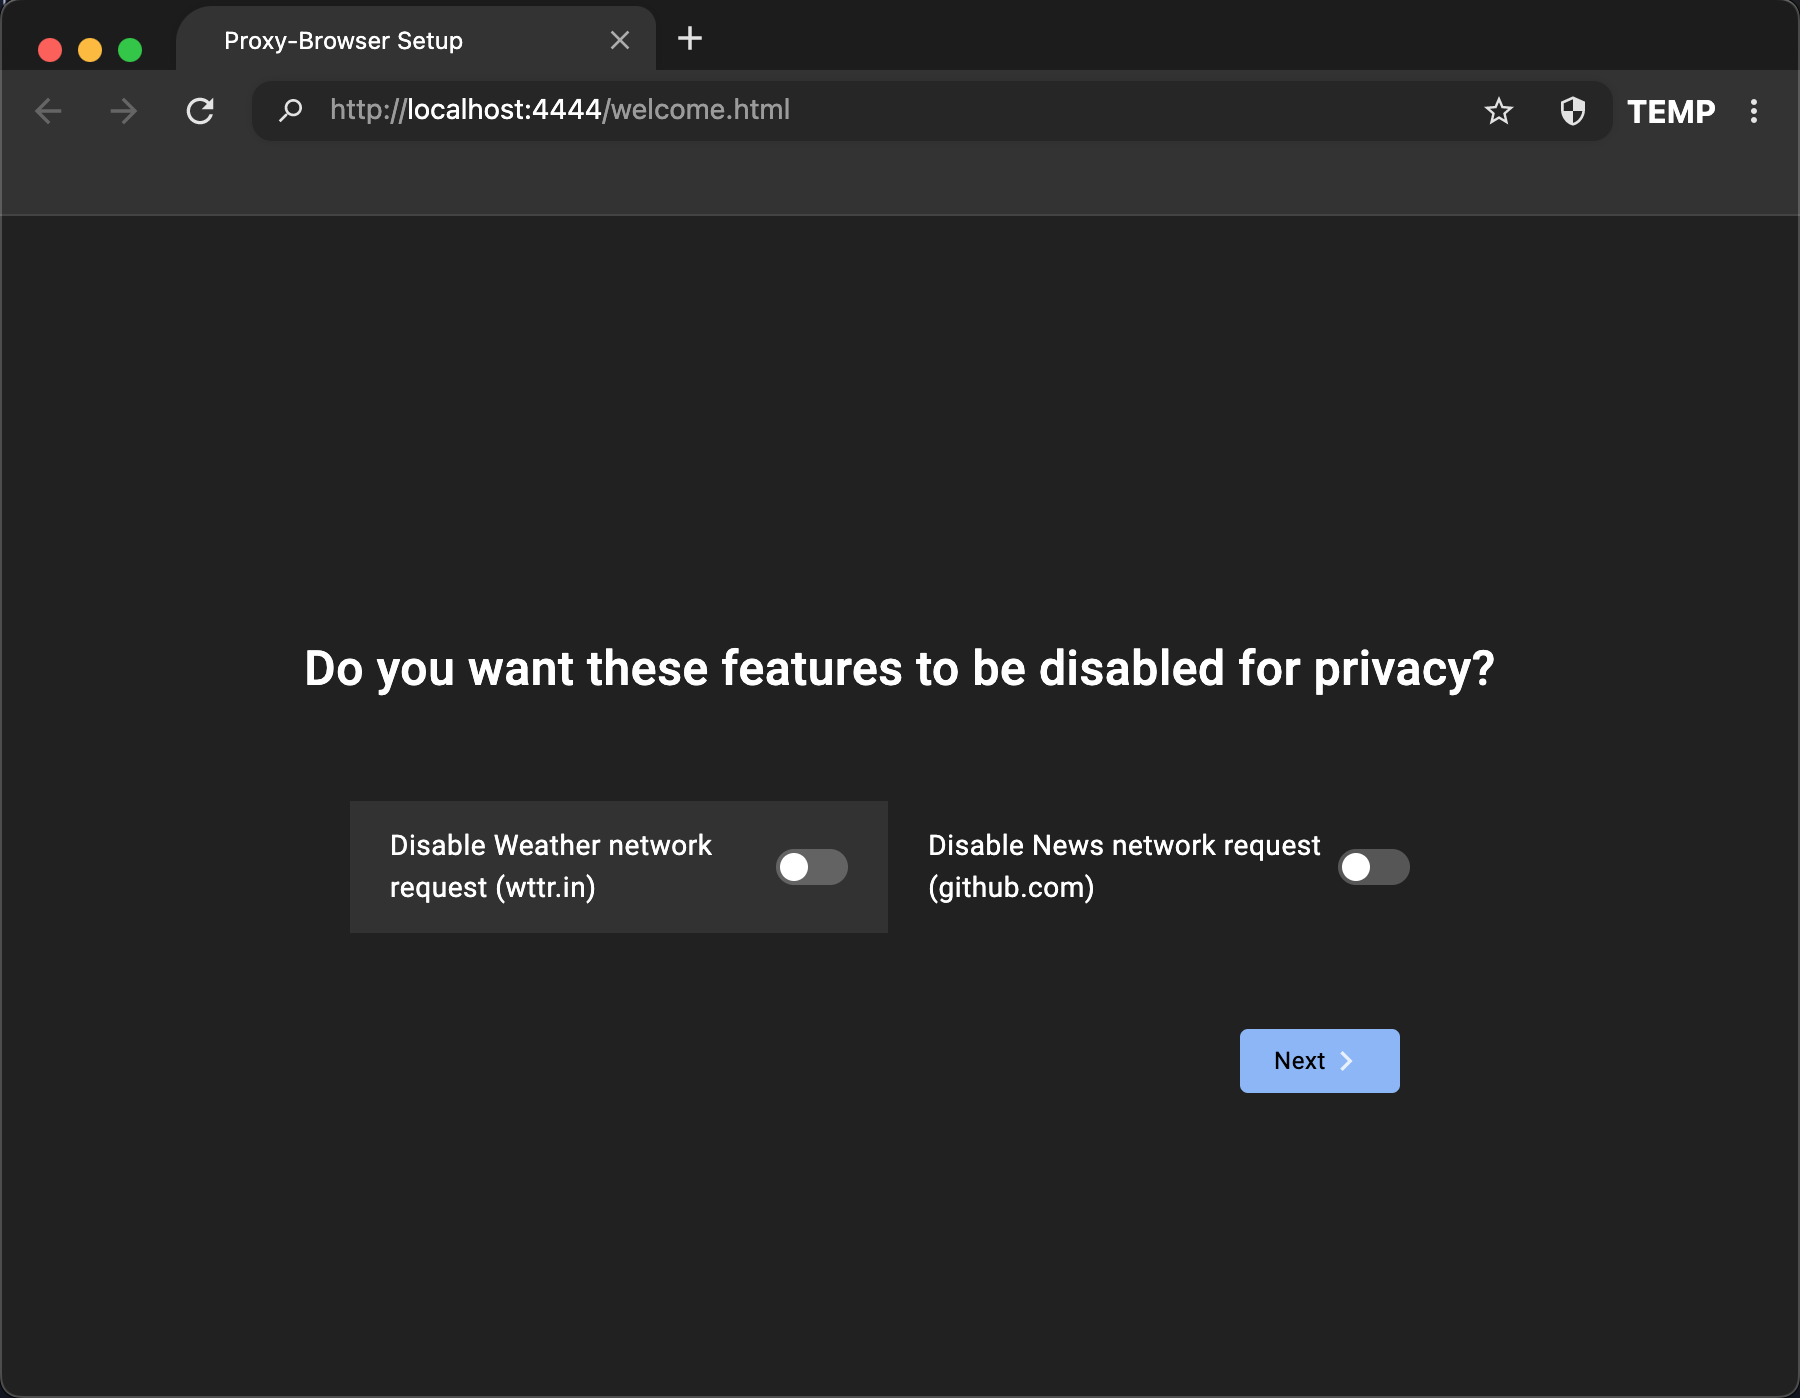 Proxy-Browser Setup
http://localhost:4444/welcome.html
TEMP
Do you want these features to be disabled for privacy?
Disable Weather network
request (wttr.in)
Disable News network request
(github.com)
Next